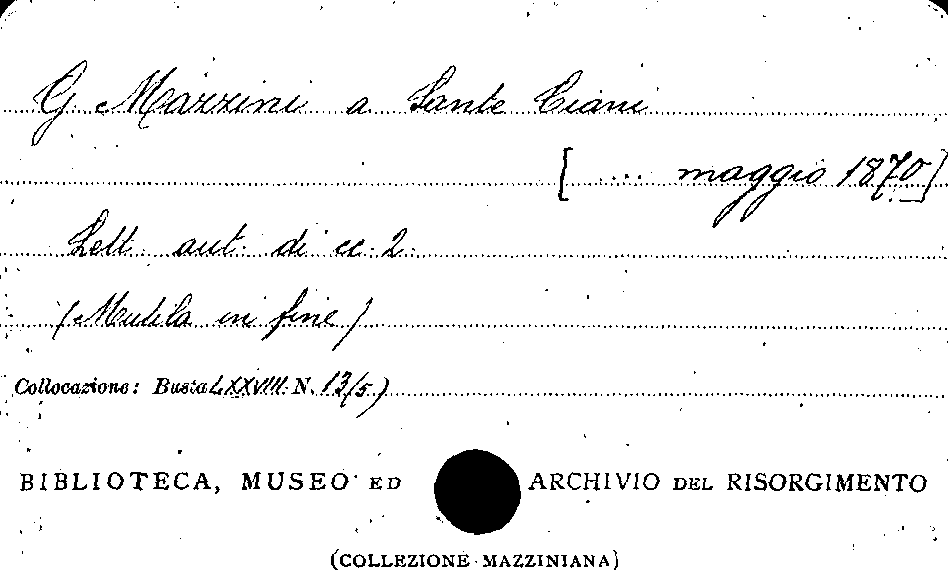 G. Mazzini a Sante Ciani
[ .... maggio 1870]
Lett. aut. di cc. 2.
(Mutila in fine)
Collocazione: Busta LXXVIII N. 13(5.)
BIBLIOTECA, MUSEO ED ARCHIVIO DEL RISORGIMENTO
(COLLEZIONE MAZZINIANA)